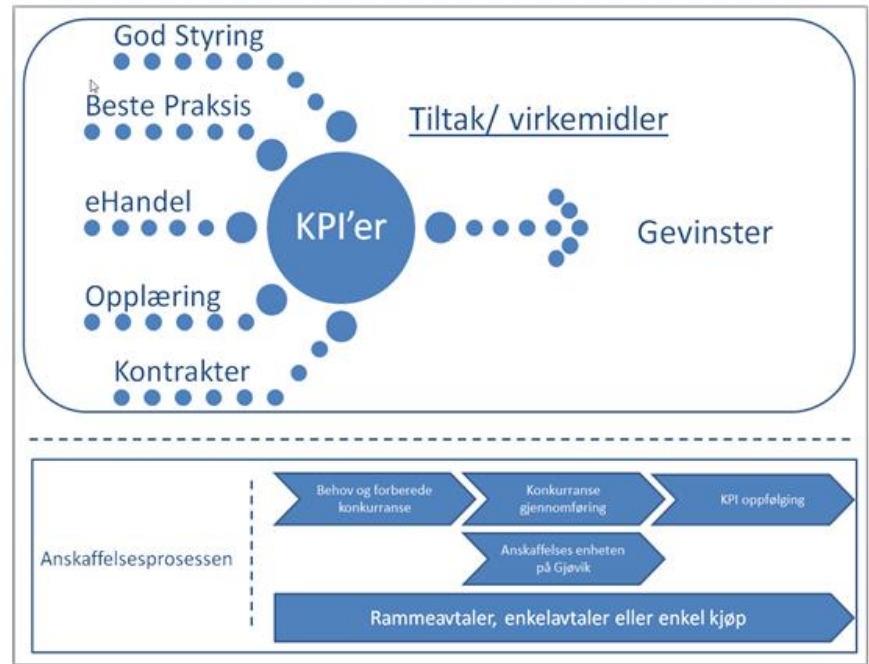 God Styring
Beste Praksis
eHandel
Opplæring
Kontrakter
KPI'er
Tiltak/ virkemidler
Gevinster
Anskaffelsesprosessen
Behov og forberede
konkurranse
Konkurranse
gjennomføring
KPI oppfølging
Anskaffelses enheten
på Gjøvik
Rammeavtaler, enkelavtaler eller enkel kjøp